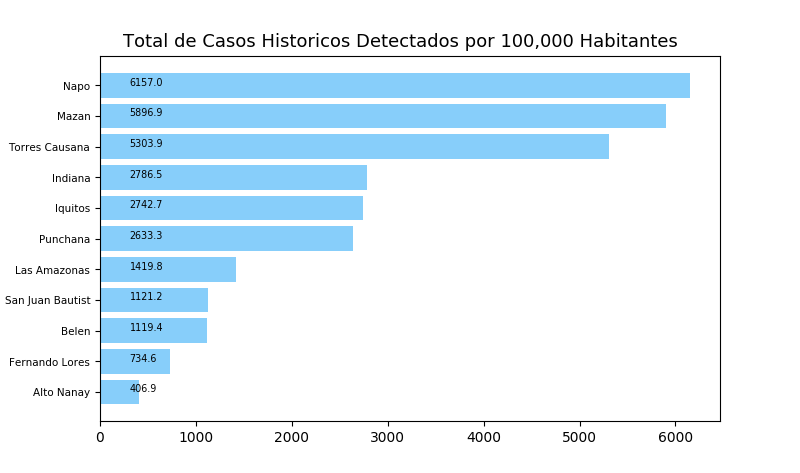 Total de Casos Historicos Detectados por 100,000 Habitantes
Napo 6157.0
Mazan 5896.9
Torres Causana 5303.9
Indiana 2786.5
Iquitos 2742.7
Punchana 2633.3
Las Amazonas 1419.8
San Juan Bautist 1121.2
Belen 1119.4
Fernando Lores 734.6
Alto Nanay 406.9
0 1000 2000 3000 4000 5000 6000